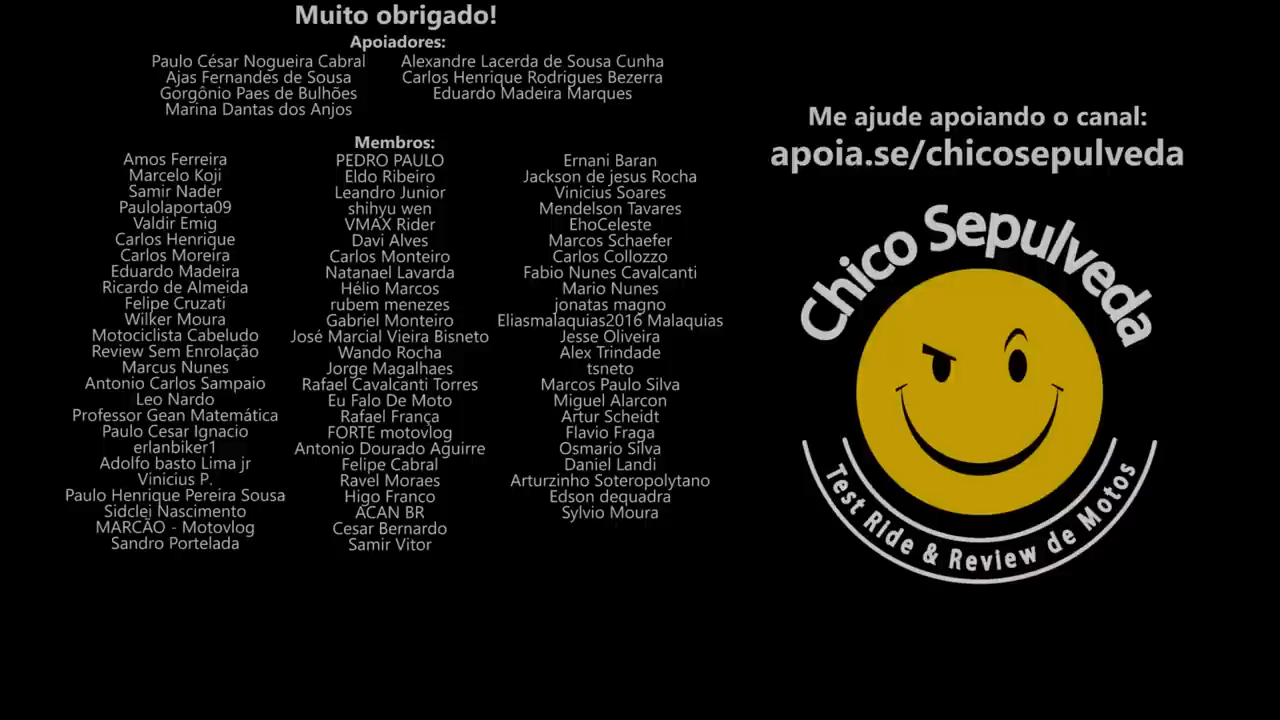 Muito obrigado!
Apoiadores:
Paulo César Nogueira Cabral
Ajas Fernandes de Sousa
Gorgônio Paes de Bulhões
Marina Dantas dos Anjos
Alexandre Lacerda de Sousa Cunha
Carlos Henrique Rodrigues Bezerra
Eduardo Madeira Marques
Membros:
Amos Ferreira
Marcelo Koji
Samir Nader
Paulolaporta09
Valdir Emig
Carlos Henrique
Carlos Moreira
Eduardo Madeira
Ricardo de Almeida
Felipe Cruzati
Wilker Moura
Motociclista Cabeludo
Review Sem Enrolação
Marcus Nunes
Antonio Carlos Sampaio
Leo Nardo
Professor Gean Matemática
Paulo Cesar Ignacio
erlanbiker1
Adolfo basto Lima jr
Vinicius P.
Paulo Henrique Pereira Sousa
Sidclei Nascimento
MARCÃO - Motovlog
Sandro Portelada
PEDRO PAULO
Eldo Ribeiro
Leandro Junior
shihyu wen
VMAX Rider
Davi Alves
Carlos Monteiro
Natanael Lavarda
Hélio Marcos
rubem menezes
Gabriel Monteiro
José Marcial Vieira Bisneto
Wando Rocha
Jorge Magalhaes
Rafael Cavalcanti Torres
Eu Falo De Moto
Rafael França
FORTE motovlog
Antonio Dourado Aguirre
Felipe Cabral
Ravel Moraes
Higo Franco
ACAN BR
Cesar Bernardo
Samir Vitor
Ernani Baran
Jackson de jesus Rocha
Vinicius Soares
Mendelson Tavares
EhoCeleste
Marcos Schaefer
Carlos Collozzo
Fabio Nunes Cavalcanti
Mario Nunes
jonatas magno
Eliasmalaquias2016 Malaquias
Jesse Oliveira
Alex Trindade
tsneto
Marcos Paulo Silva
Miguel Alarcon
Artur Scheidt
Flavio Fraga
Osmario Silva
Daniel Landi
Arturzinho Soteropolytano
Edson dequadra
Sylvio Moura
Me ajude apoiando o canal:
apoia.se/chicosepulveda
Chico Sepulveda
Test Ride & Review de Motos